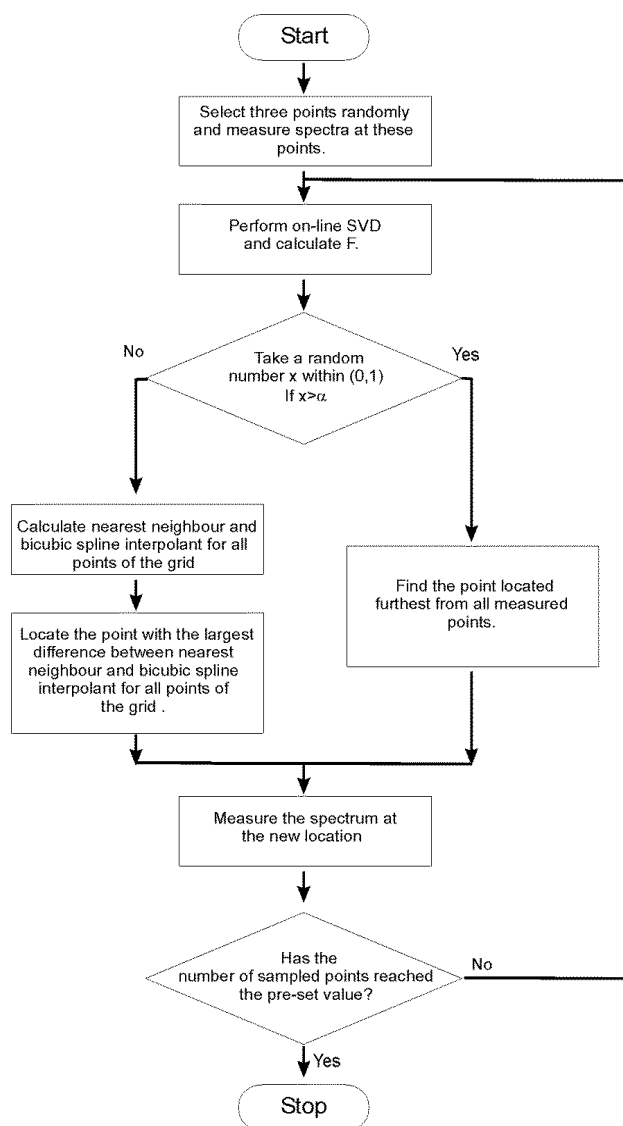 Start
Select three points randomly
and measure spectra at these
points.
Perform on-line SVD
and calculate F.
No
Yes
Take a random
number x within (0,1)
If x>α
Calculate nearest neighbour and
bicubic spline interpolant for all
points of the grid
Find the point located
furthest from all measured
points.
Locate the point with the largest
difference between nearest
neighbour and bicubic spline
interpolant for all points of
the grid .
Measure the spectrum at
the new location
Has the
number of sampled points reached
the pre-set value?
No
Yes
Stop